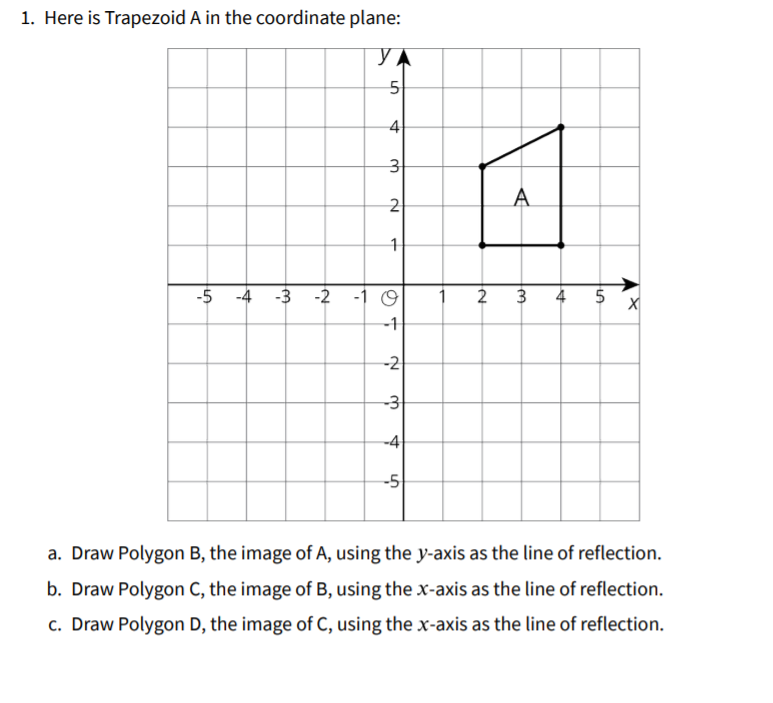 1. Here is Trapezoid A in the coordinate plane:
y
5
4
3
A
2
1
-5 -4 -3 -2 -1 O 1 2 3 4 5 x
-1
-2
-3
-4
-5
a. Draw Polygon B, the image of A, using the y-axis as the line of reflection.
b. Draw Polygon C, the image of B, using the x-axis as the line of reflection.
c. Draw Polygon D, the image of C, using the x-axis as the line of reflection.